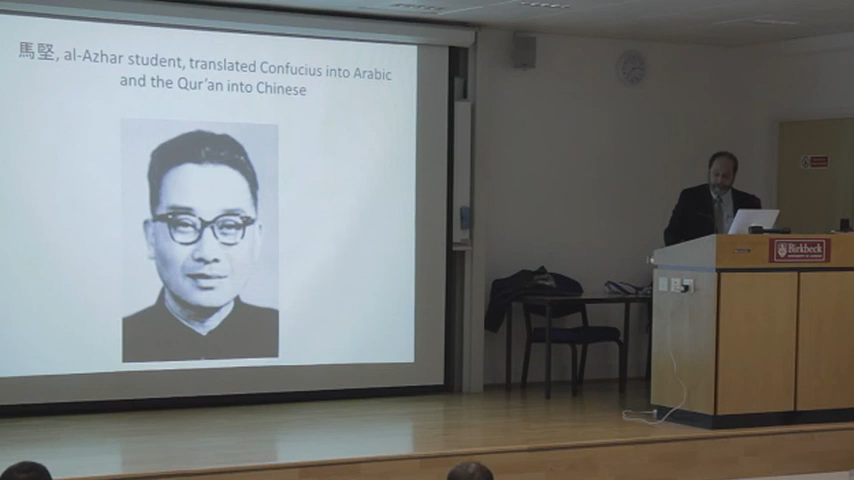 馬堅, al-Azhar student, translated Confucius into Arabic
and the Qur'an into Chinese
Birkbeck